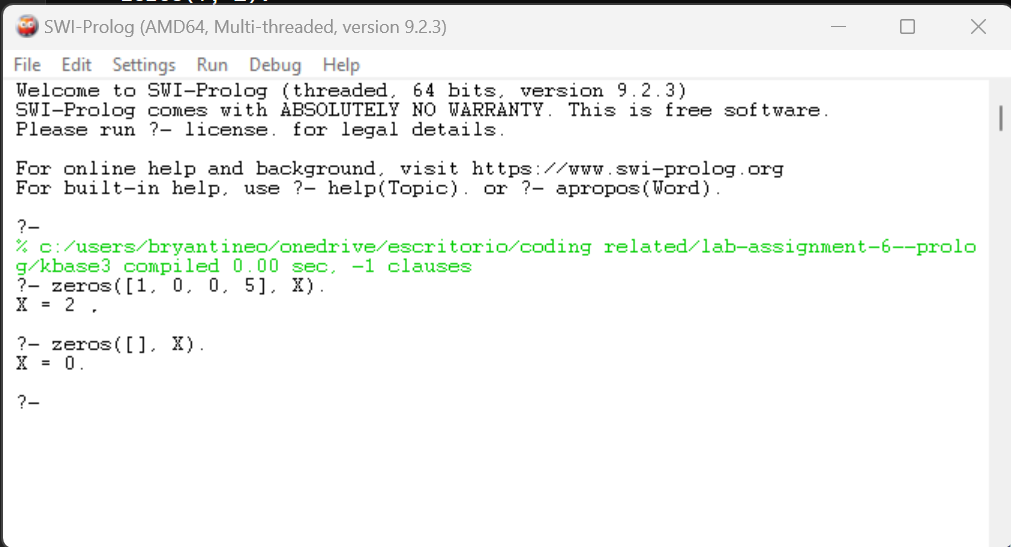 SWI-Prolog (AMD64, Multi-threaded, version 9.2.3)
File Edit Settings Run Debug Help
Welcome to SWI-Prolog (threaded, 64 bits, version 9.2.3)
SWI-Prolog comes with ABSOLUTELY NO WARRANTY. This is free software.
Please run ?- license. for legal details.
For online help and background, visit https://www.swi-prolog.org
For built-in help, use ?- help(Topic). or ?- apropos(Word).
?-
% c:/users/bryantineo/onedrive/escritorio/coding related/lab-assignment-6--prolo
g/kbase3 compiled 0.00 sec, -1 clauses
?- zeros([1, 0, 0, 5], X).
X = 2 .
?- zeros([], X).
X = 0.
?-